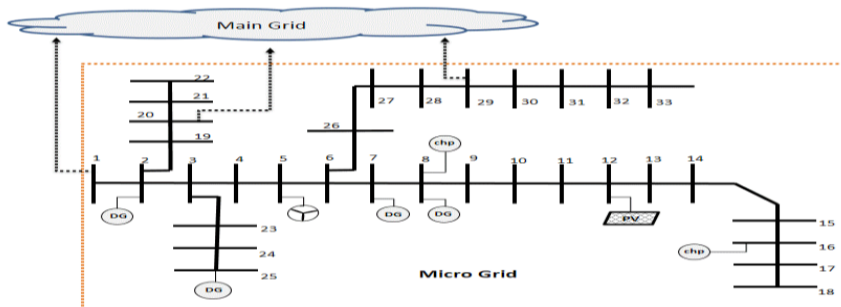 Main Grid
22
21
20
19
27 28 29 30 31 32 33
26
chp
1 2 3 4 5 6 7 8 9 10 11 12 13 14
DG DG DG PV
23
24
25
DG
15
chp 16
17
18
Micro Grid